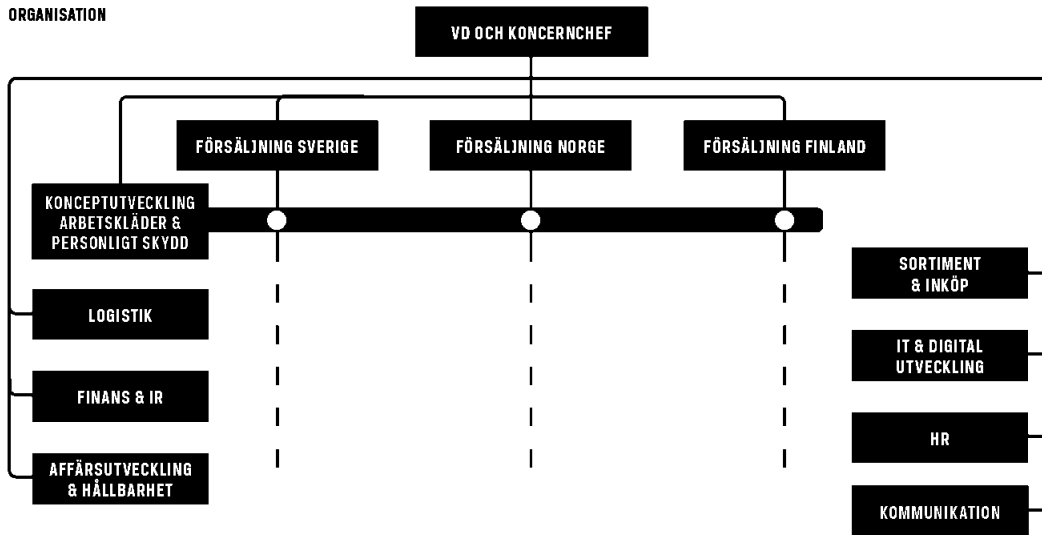 ORGANISATION
VD OCH KONCERNCHEF
FÖRSÄLJNING SVERIGE
FÖRSÄLJNING NORGE
FÖRSÄLJNING FINLAND
KONCEPTUTVECKLING
ARBETSKLÄDER &
PERSONLIGT SKYDD
LOGISTIK
FINANS & IR
AFFÄRSUTVECKLING
& HÅLLBARHET
SORTIMENT
& INKÖP
IT & DIGITAL
UTVECKLING
HR
KOMMUNIKATION